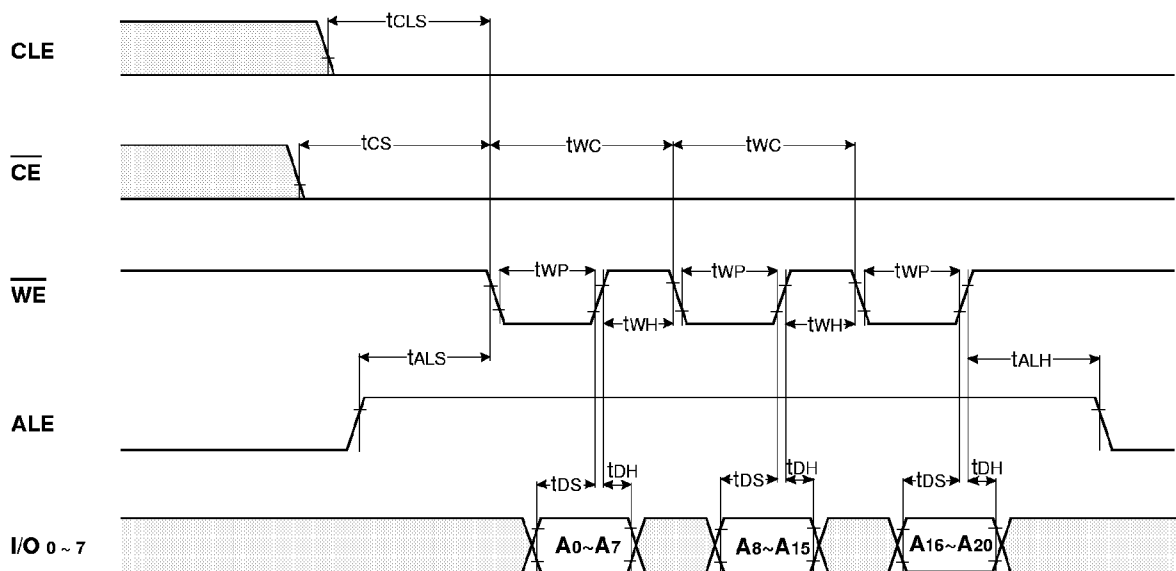 tCLS
CLE
tCS tWC tWC
CE
tWP tWP tWP
WE
tWH tWH
tALS tALH
ALE
tDS tDH tDS tDH tDS tDH
I/O 0 ~ 7 A0~A7 A8~A15 A16~A20